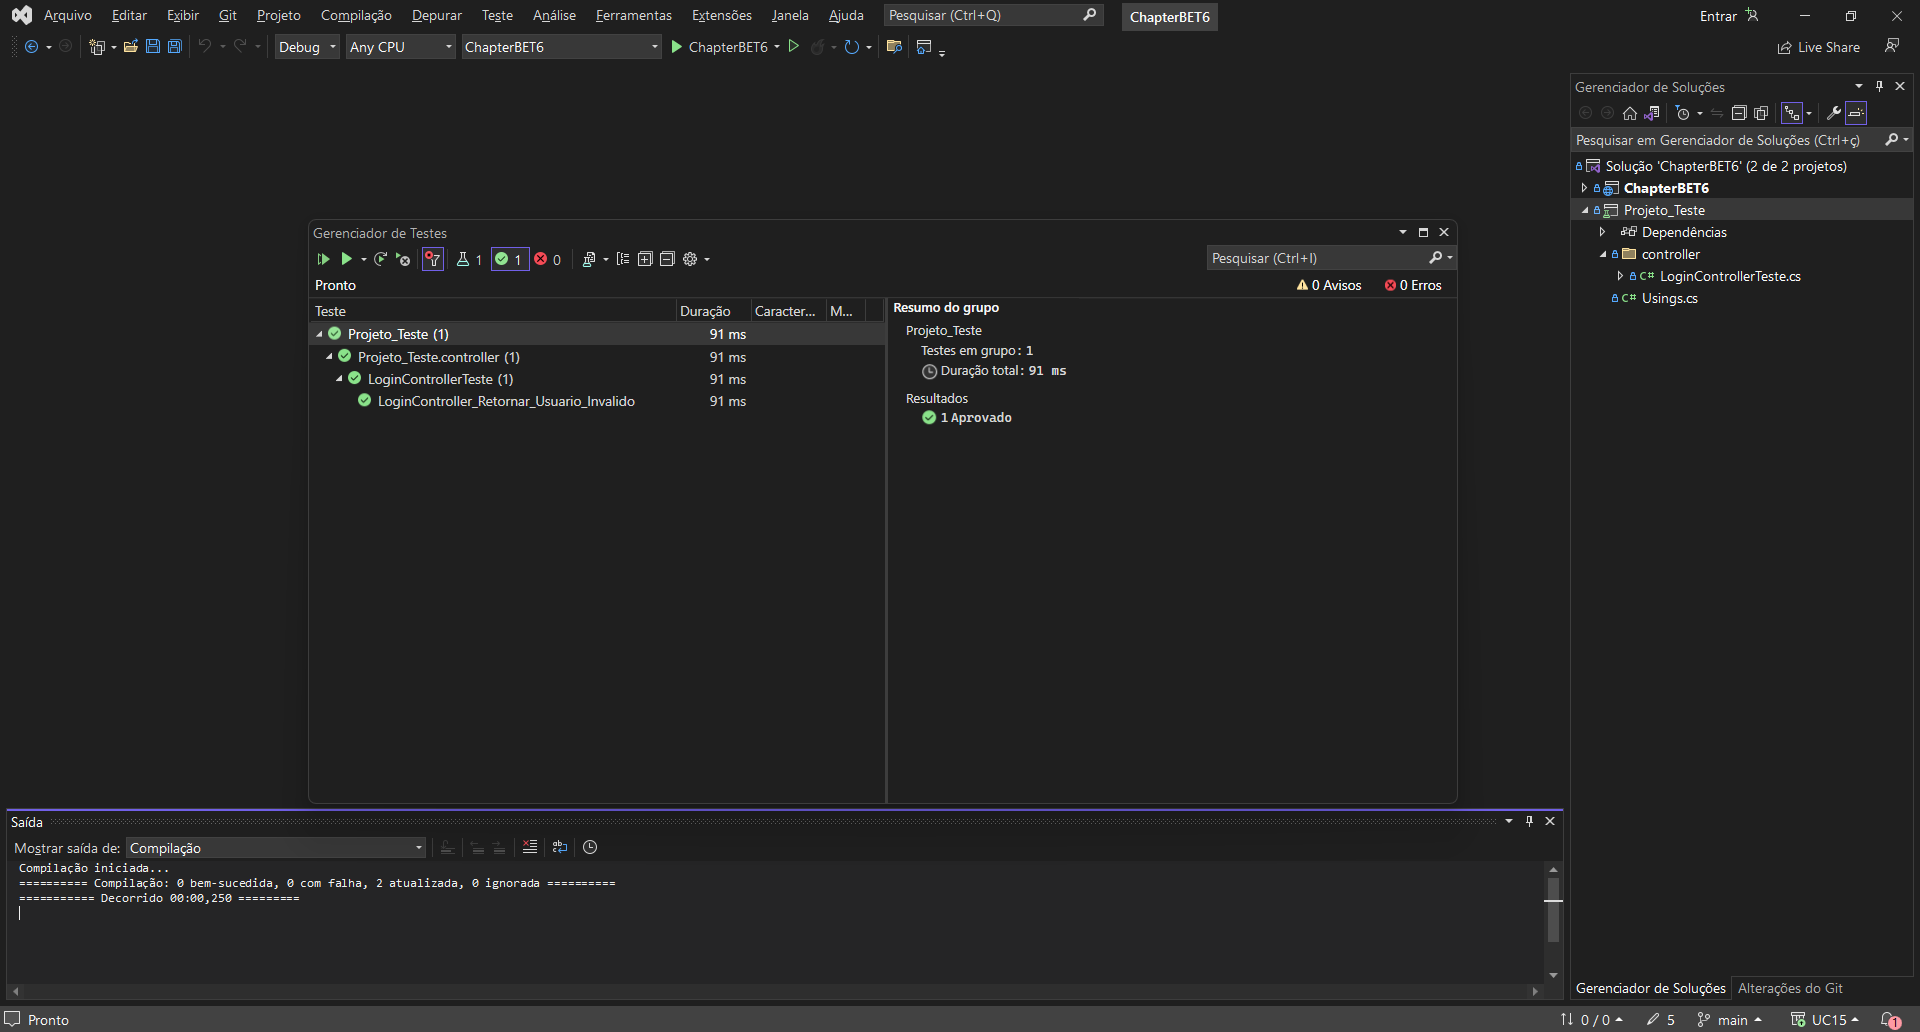 Arquivo Editar Exibir Git Projeto Compilação Depurar Teste Análise Ferramentas Extensões Janela Ajuda Pesquisar (Ctrl+Q) ChapterBET6 Entrar
Debug Any CPU ChapterBET6 ChapterBET6 Live Share
Gerenciador de Soluções
Pesquisar em Gerenciador de Soluções (Ctrl+ç)
Solução 'ChapterBET6' (2 de 2 projetos)
ChapterBET6
Projeto_Teste
Dependências
controller
C# LoginControllerTeste.cs
C# Usings.cs
Gerenciador de Testes
1 1 0 Pesquisar (Ctrl+I)
Pronto 0 Avisos 0 Erros
Teste Duração Caracter... M...
Projeto_Teste (1) 91 ms
Projeto_Teste.controller (1) 91 ms
LoginControllerTeste (1) 91 ms
LoginController_Retornar_Usuario_Invalido 91 ms
Resumo do grupo
Projeto_Teste
Testes em grupo: 1
Duração total: 91 ms
Resultados
1 Aprovado
Saída
Mostrar saída de: Compilação
Compilação iniciada...
========== Compilação: 0 bem-sucedida, 0 com falha, 2 atualizada, 0 ignorada ==========
=========== Decorrido 00:00,250 =========
Gerenciador de Soluções Alterações do Git
Pronto 0 / 0 5 main UC15 1